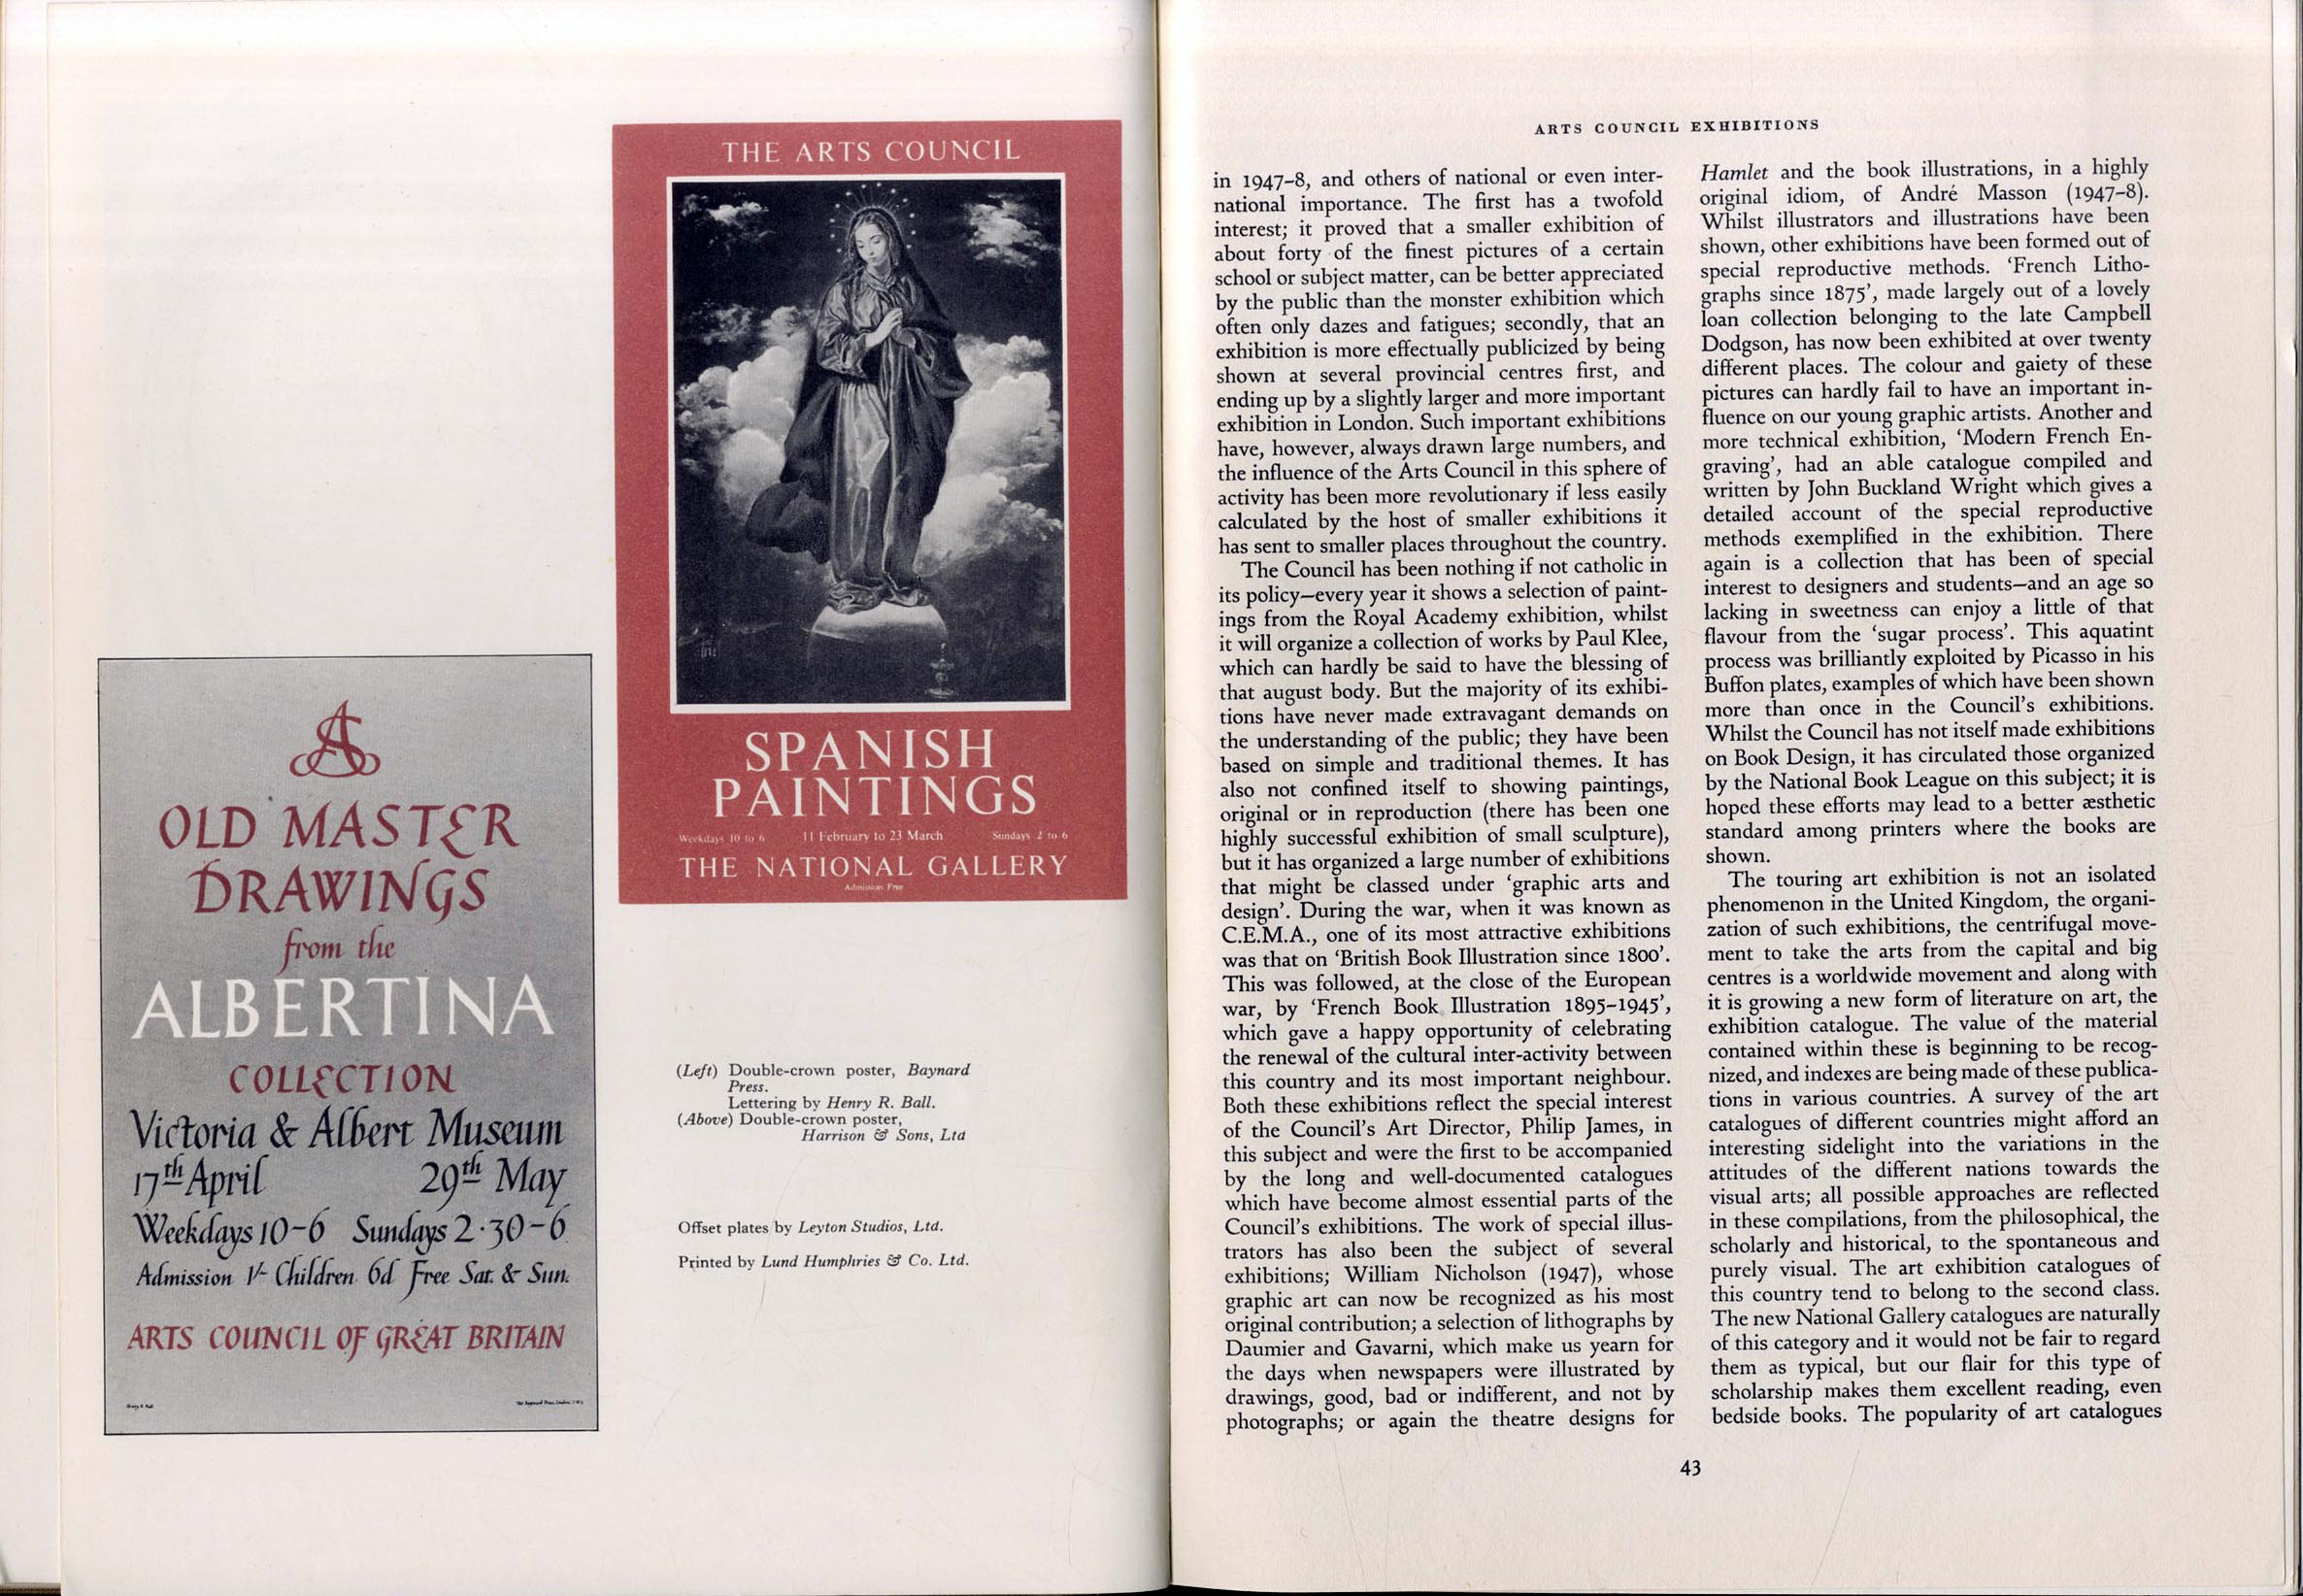 THE ARTS COUNCIL
SPANISH
PAINTINGS
Weekdays 10 to 6 11 February to 23 March Sundays 2 to 6
THE NATIONAL GALLERY
Admission Free
OLD MASTER
DRAWINGS
from the
ALBERTINA
COLLECTION
Victoria & Albert Museum
17th April 29th May
Weekdays 10-6 Sundays 2·30-6
Admission 1/- Children 6d Free Sat. & Sun.
ARTS COUNCIL OF GREAT BRITAIN
Henry R. Ball
(Left) Double-crown poster, Baynard
Press.
Lettering by Henry R. Ball.
(Above) Double-crown poster,
Harrison & Sons, Ltd
Offset plates by Leyton Studios, Ltd.
Printed by Lund Humphries & Co. Ltd.
ARTS COUNCIL EXHIBITIONS
in 1947–8, and others of national or even inter-
national importance. The first has a twofold
interest; it proved that a smaller exhibition of
about forty of the finest pictures of a certain
school or subject matter, can be better appreciated
by the public than the monster exhibition which
often only dazes and fatigues; secondly, that an
exhibition is more effectually publicized by being
shown at several provincial centres first, and
ending up by a slightly larger and more important
exhibition in London. Such important exhibitions
have, however, always drawn large numbers, and
the influence of the Arts Council in this sphere of
activity has been more revolutionary if less easily
calculated by the host of smaller exhibitions it
has sent to smaller places throughout the country.
The Council has been nothing if not catholic in
its policy—every year it shows a selection of paint-
ings from the Royal Academy exhibition, whilst
it will organize a collection of works by Paul Klee,
which can hardly be said to have the blessing of
that august body. But the majority of its exhibi-
tions have never made extravagant demands on
the understanding of the public; they have been
based on simple and traditional themes. It has
also not confined itself to showing paintings,
original or in reproduction (there has been one
highly successful exhibition of small sculpture),
but it has organized a large number of exhibitions
that might be classed under ‘graphic arts and
design’. During the war, when it was known as
C.E.M.A., one of its most attractive exhibitions
was that on ‘British Book Illustration since 1800’.
This was followed, at the close of the European
war, by ‘French Book Illustration 1895–1945’,
which gave a happy opportunity of celebrating
the renewal of the cultural inter-activity between
this country and its most important neighbour.
Both these exhibitions reflect the special interest
of the Council’s Art Director, Philip James, in
this subject and were the first to be accompanied
by the long and well-documented catalogues
which have become almost essential parts of the
Council’s exhibitions. The work of special illus-
trators has also been the subject of several
exhibitions; William Nicholson (1947), whose
graphic art can now be recognized as his most
original contribution; a selection of lithographs by
Daumier and Gavarni, which make us yearn for
the days when newspapers were illustrated by
drawings, good, bad or indifferent, and not by
photographs; or again the theatre designs for
Hamlet and the book illustrations, in a highly
original idiom, of André Masson (1947–8).
Whilst illustrators and illustrations have been
shown, other exhibitions have been formed out of
special reproductive methods. ‘French Litho-
graphs since 1875’, made largely out of a lovely
loan collection belonging to the late Campbell
Dodgson, has now been exhibited at over twenty
different places. The colour and gaiety of these
pictures can hardly fail to have an important in-
fluence on our young graphic artists. Another and
more technical exhibition, ‘Modern French En-
graving’, had an able catalogue compiled and
written by John Buckland Wright which gives a
detailed account of the special reproductive
methods exemplified in the exhibition. There
again is a collection that has been of special
interest to designers and students—and an age so
lacking in sweetness can enjoy a little of that
flavour from the ‘sugar process’. This aquatint
process was brilliantly exploited by Picasso in his
Buffon plates, examples of which have been shown
more than once in the Council’s exhibitions.
Whilst the Council has not itself made exhibitions
on Book Design, it has circulated those organized
by the National Book League on this subject; it is
hoped these efforts may lead to a better æsthetic
standard among printers where the books are
shown.
The touring art exhibition is not an isolated
phenomenon in the United Kingdom, the organi-
zation of such exhibitions, the centrifugal move-
ment to take the arts from the capital and big
centres is a worldwide movement and along with
it is growing a new form of literature on art, the
exhibition catalogue. The value of the material
contained within these is beginning to be recog-
nized, and indexes are being made of these publica-
tions in various countries. A survey of the art
catalogues of different countries might afford an
interesting sidelight into the variations in the
attitudes of the different nations towards the
visual arts; all possible approaches are reflected
in these compilations, from the philosophical, the
scholarly and historical, to the spontaneous and
purely visual. The art exhibition catalogues of
this country tend to belong to the second class.
The new National Gallery catalogues are naturally
of this category and it would not be fair to regard
them as typical, but our flair for this type of
scholarship makes them excellent reading, even
bedside books. The popularity of art catalogues
43